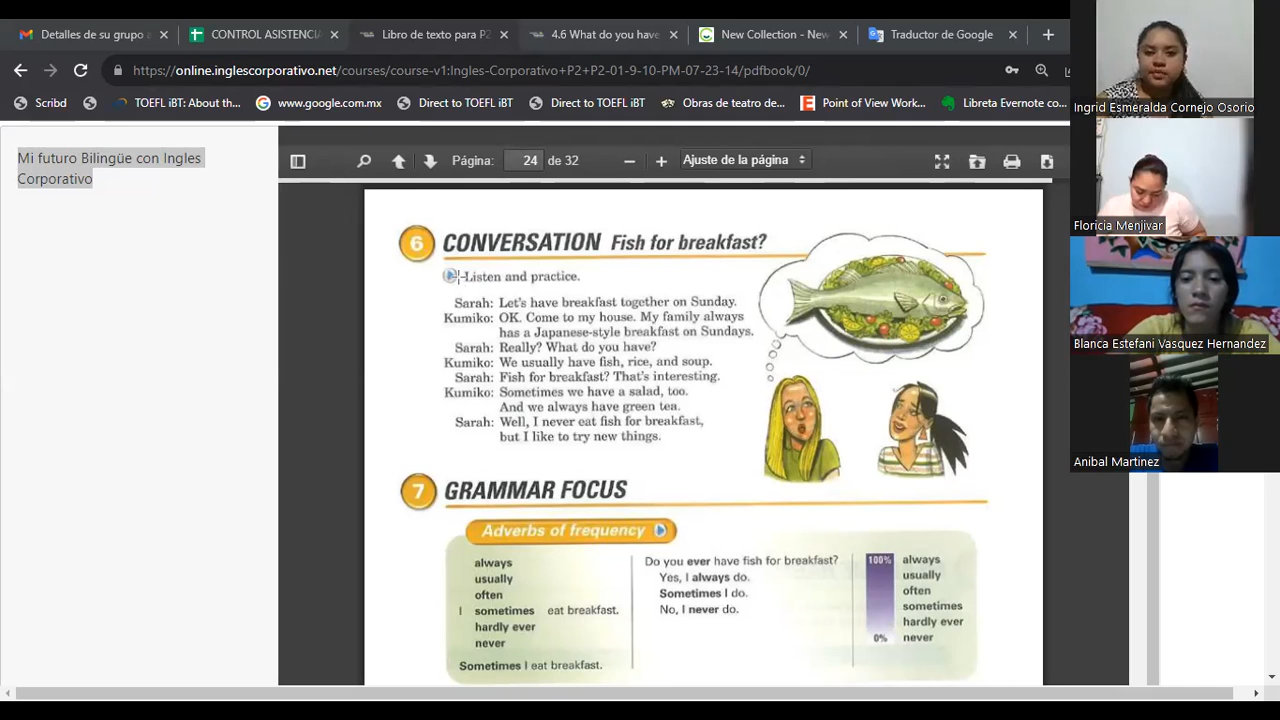 Detalles de su grupo
CONTROL ASISTENCIA
Libro de texto para P2
4.6 What do you have
New Collection - New
Traductor de Google
https://online.inglescorporativo.net/courses/course-v1:Ingles-Corporativo+P2+P2-01-9-10-PM-07-23-14/pdfbook/0/
Scribd
TOEFL iBT: About th...
www.google.com.mx
Direct to TOEFL iBT
Direct to TOEFL iBT
Obras de teatro de...
Point of View Work...
Libreta Evernote co...
Mi futuro Bilingüe con Ingles
Corporativo
Página: 24 de 32
Ajuste de la página
6 CONVERSATION Fish for breakfast?
Listen and practice.
Sarah: Let's have breakfast together on Sunday.
Kumiko: OK. Come to my house. My family always
has a Japanese-style breakfast on Sundays.
Sarah: Really? What do you have?
Kumiko: We usually have fish, rice, and soup.
Sarah: Fish for breakfast? That's interesting.
Kumiko: Sometimes we have a salad, too.
And we always have green tea.
Sarah: Well, I never eat fish for breakfast,
but I like to try new things.
7 GRAMMAR FOCUS
Adverbs of frequency
always
usually
often
I sometimes eat breakfast.
hardly ever
never
Sometimes I eat breakfast.
Do you ever have fish for breakfast?
Yes, I always do.
Sometimes I do.
No, I never do.
100% always
usually
often
sometimes
hardly ever
0% never
Ingrid Esmeralda Cornejo Osorio
Floricia Menjivar
Blanca Estefani Vasquez Hernandez
Anibal Martinez